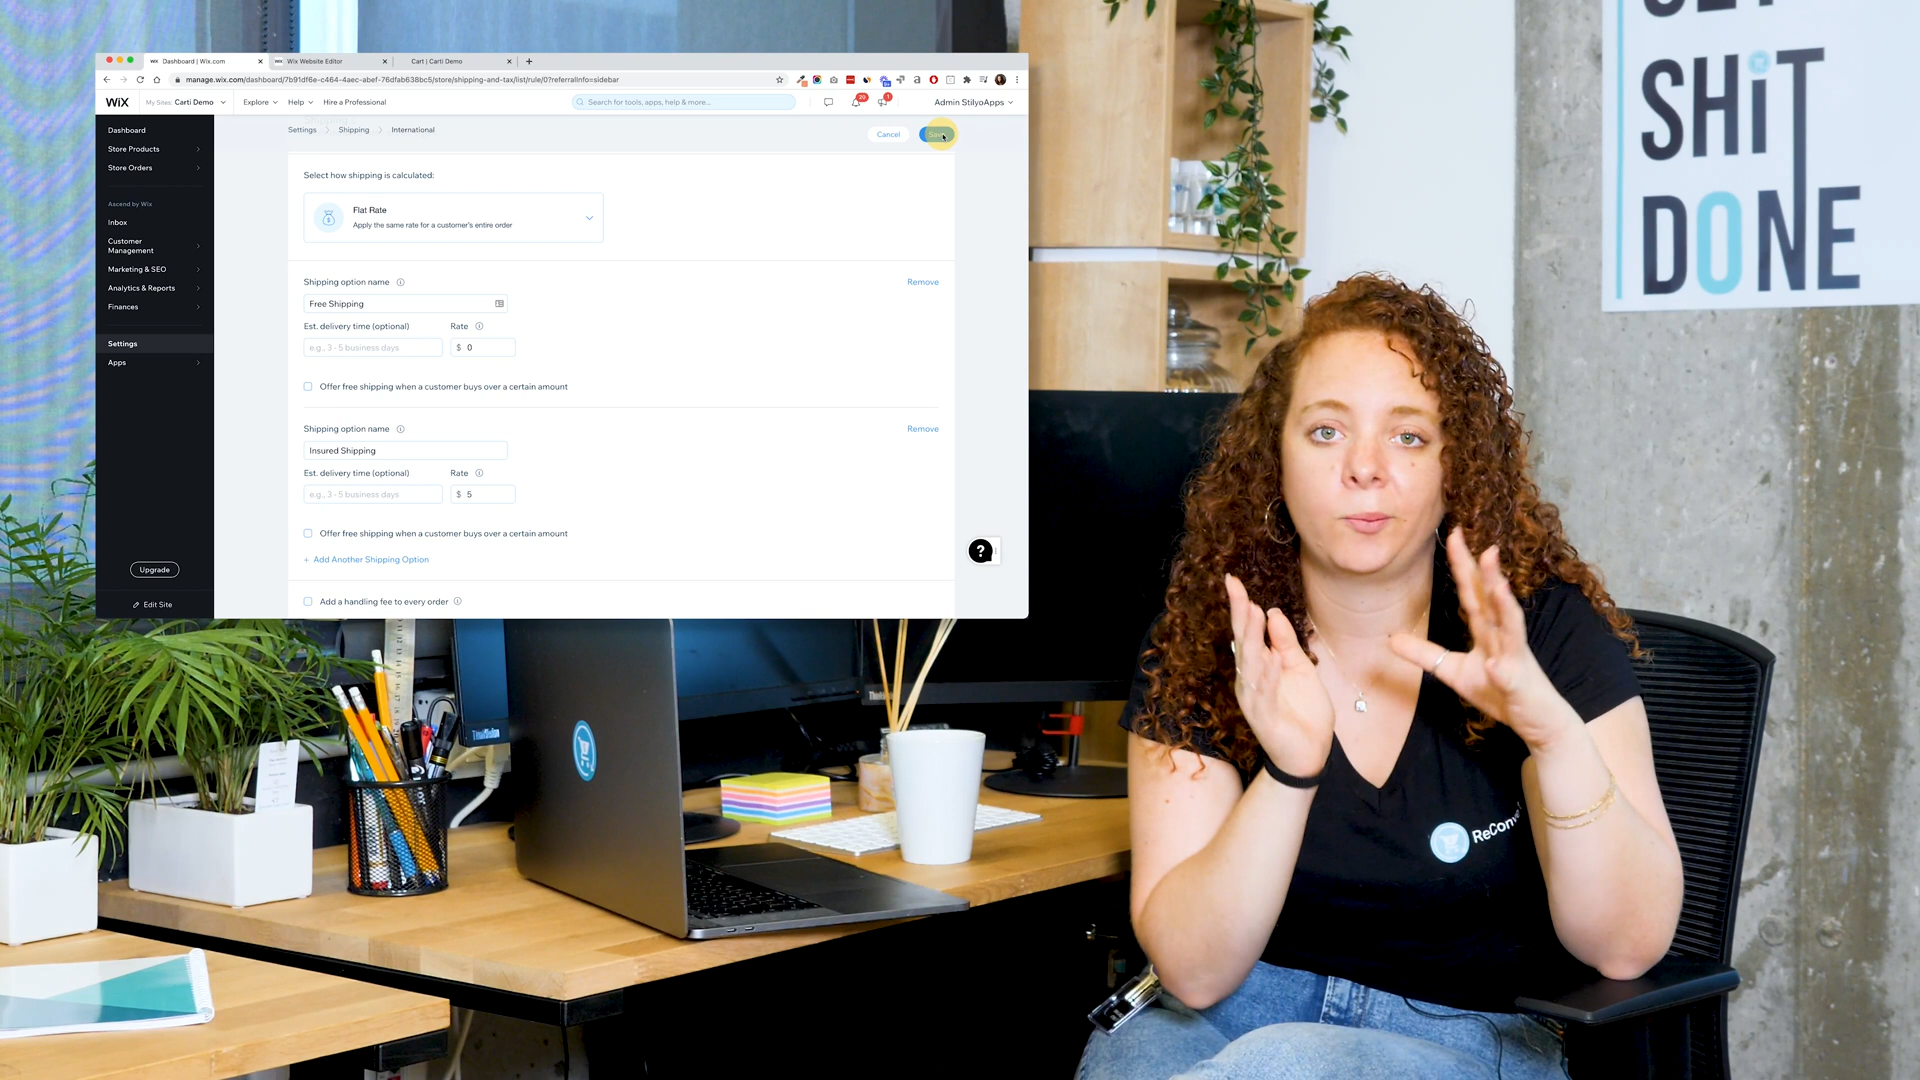 Dashboard | Wix.com
Wix Website Editor
Cart | Carti Demo
manage.wix.com/dashboard/7b91df6e-c464-4aec-abef-76dfab638bc5/store/shipping-and-tax/list/rule/0?referralInfo=sidebar
WiX My Sites Carti Demo Explore Help Hire a Professional Search for tools, apps, help & more... 20 1 Admin StilyoApps
Settings Shipping International Cancel
Dashboard
Store Products
Store Orders
Ascend by Wix
Inbox
Customer
Management
Marketing & SEO
Analytics & Reports
Finances
Settings
Apps
Upgrade
Edit Site
Select how shipping is calculated:
Flat Rate
Apply the same rate for a customer's entire order
Shipping option name Remove
Free Shipping
Est. delivery time (optional) Rate
e.g., 3 - 5 business days $ 0
Offer free shipping when a customer buys over a certain amount
Shipping option name Remove
Insured Shipping
Est. delivery time (optional) Rate
e.g., 3 - 5 business days $ 5
Offer free shipping when a customer buys over a certain amount
+ Add Another Shipping Option
Add a handling fee to every order
?
SHiT
DONE
ThinkVision
ReConv